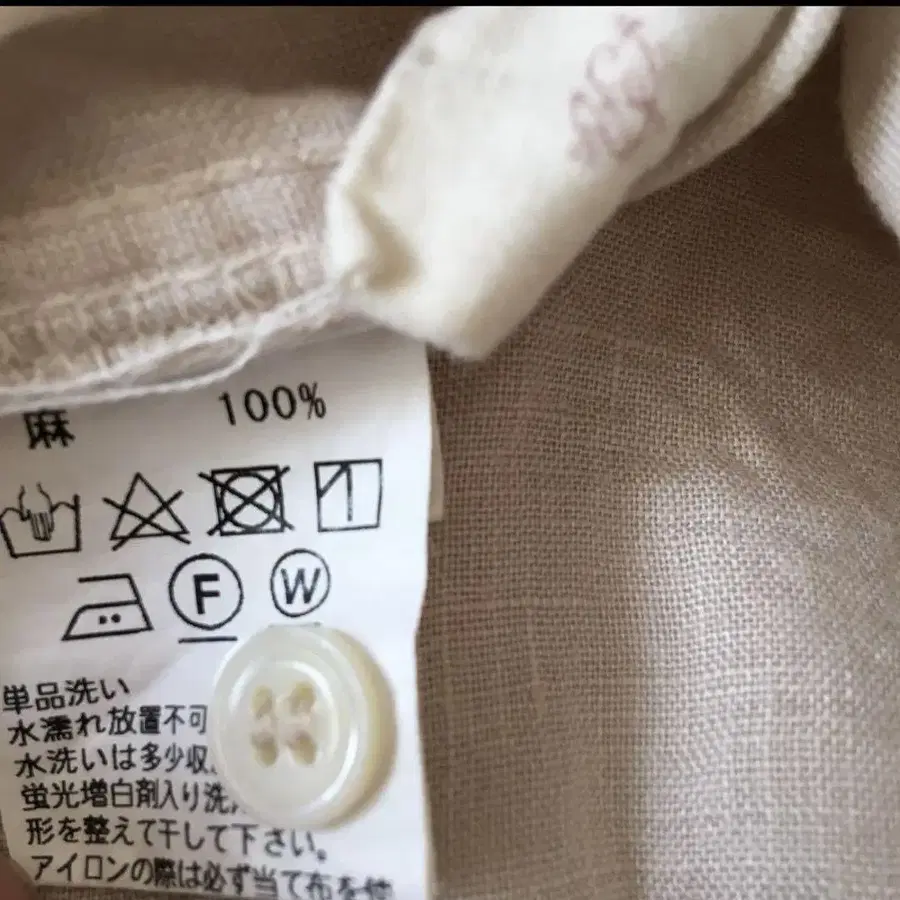 麻 100%
F W
単品洗い
水濡れ放置不可
水洗いは多少収
蛍光増白剤入り洗
形を整えて干して下さい。
アイロンの際は必ず当て布を使